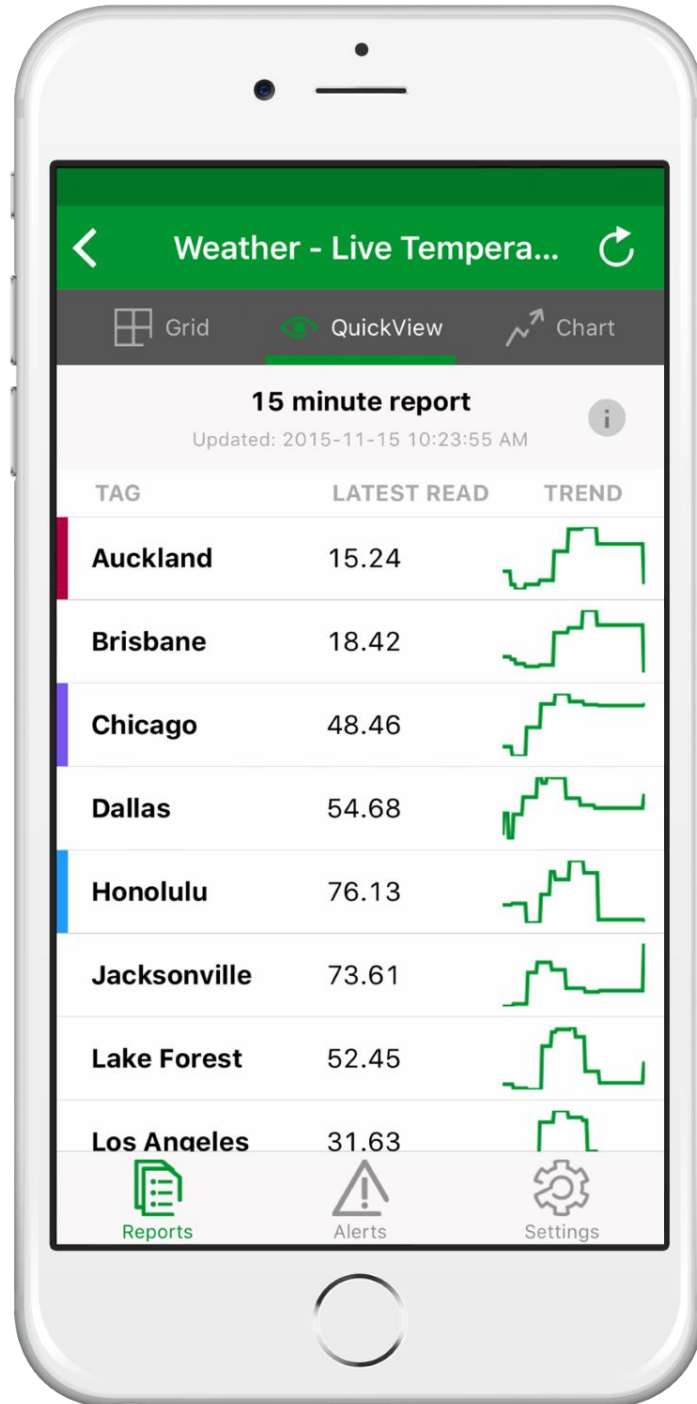 Weather - Live Tempera...
Grid QuickView Chart
15 minute report
Updated: 2015-11-15 10:23:55 AM
TAG LATEST READ TREND
Auckland 15.24
Brisbane 18.42
Chicago 48.46
Dallas 54.68
Honolulu 76.13
Jacksonville 73.61
Lake Forest 52.45
Los Angeles 31.63
Reports Alerts Settings